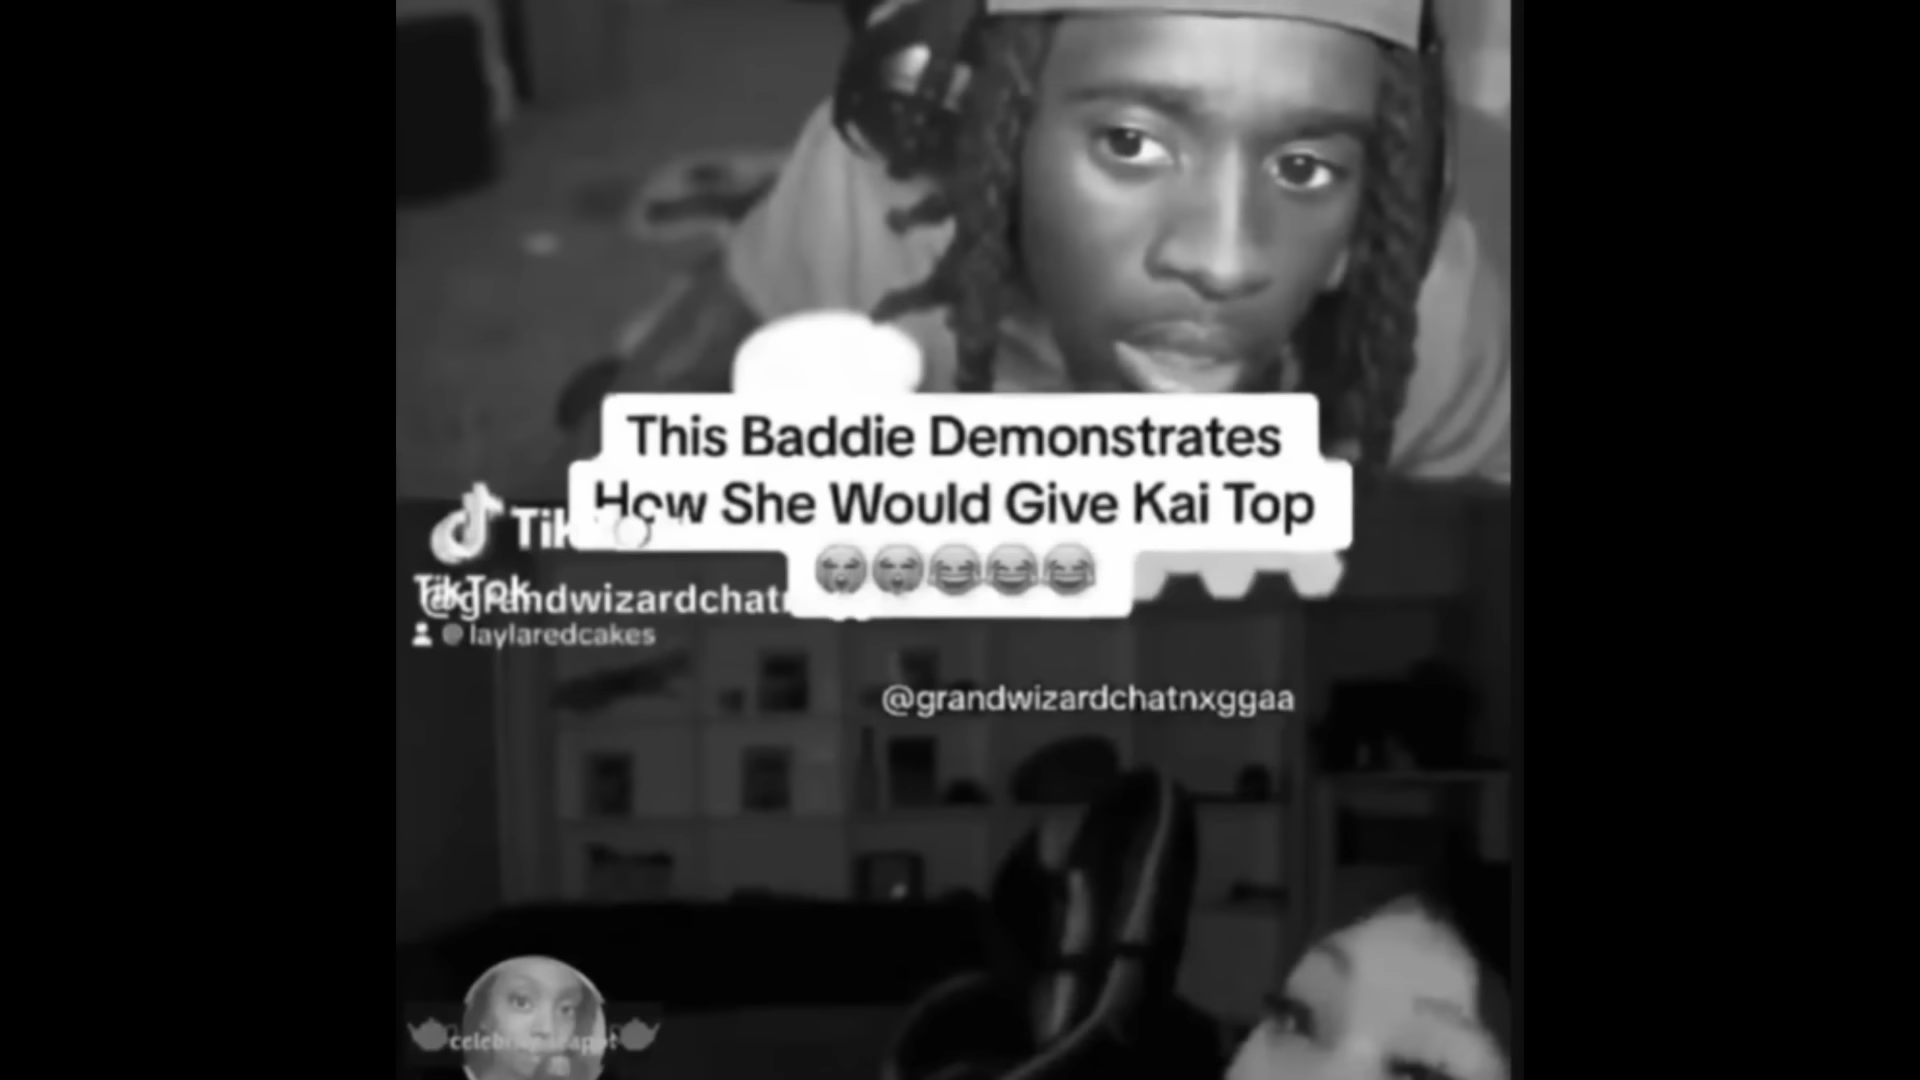 This Baddie Demonstrates
How She Would Give Kai Top
TikTok
@laylaredcakes
@grandwizardchatnxggaa